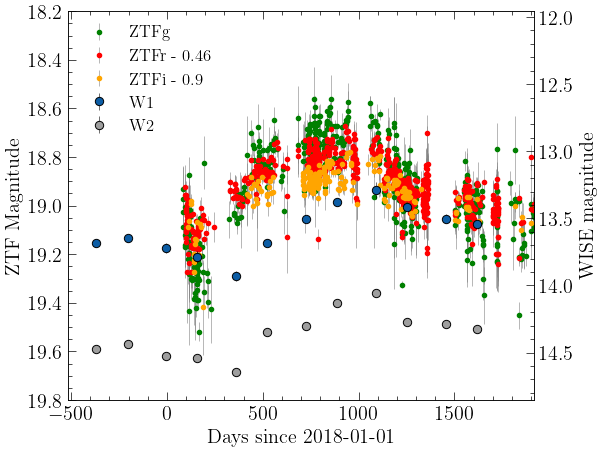 18.2
18.4
18.6
18.8
19.0
19.2
19.4
19.6
19.8
ZTF Magnitude
ZTFg
ZTFr - 0.46
ZTFi - 0.9
W1
W2
12.0
12.5
13.0
13.5
14.0
14.5
WISE magnitude
−500
0
500
1000
1500
Days since 2018-01-01